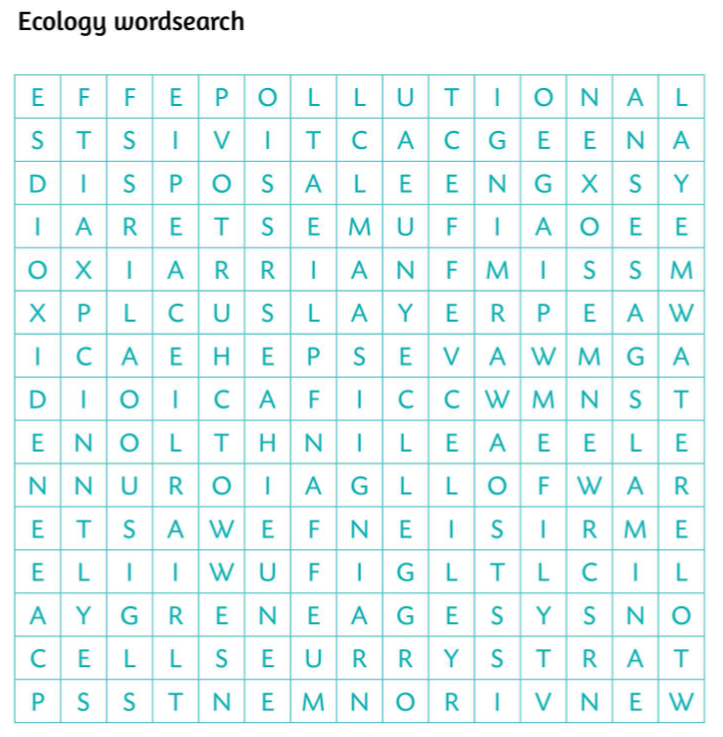 Ecology wordsearch
E F F E P O L L U T I O N A L
S T S I V I T C A C G E E N A
D I S P O S A L E E N G X S Y
I A R E T S E M U F I A O E E
O X I A R R I A N F M I S S M
X P L C U S L A Y E R P E A W
I C A E H E P S E V A W M G A
D I O I C A F I C C W M N S T
E N O L T H N I L E A E E L E
N N U R O I A G L L O F W A R
E T S A W E F N E I S I R M E
E L I I W U F I G L T L C I L
A Y G R E N E A G E S Y S N O
C E L L S E U R R Y S T R A T
P S S T N E M N O R I V N E W